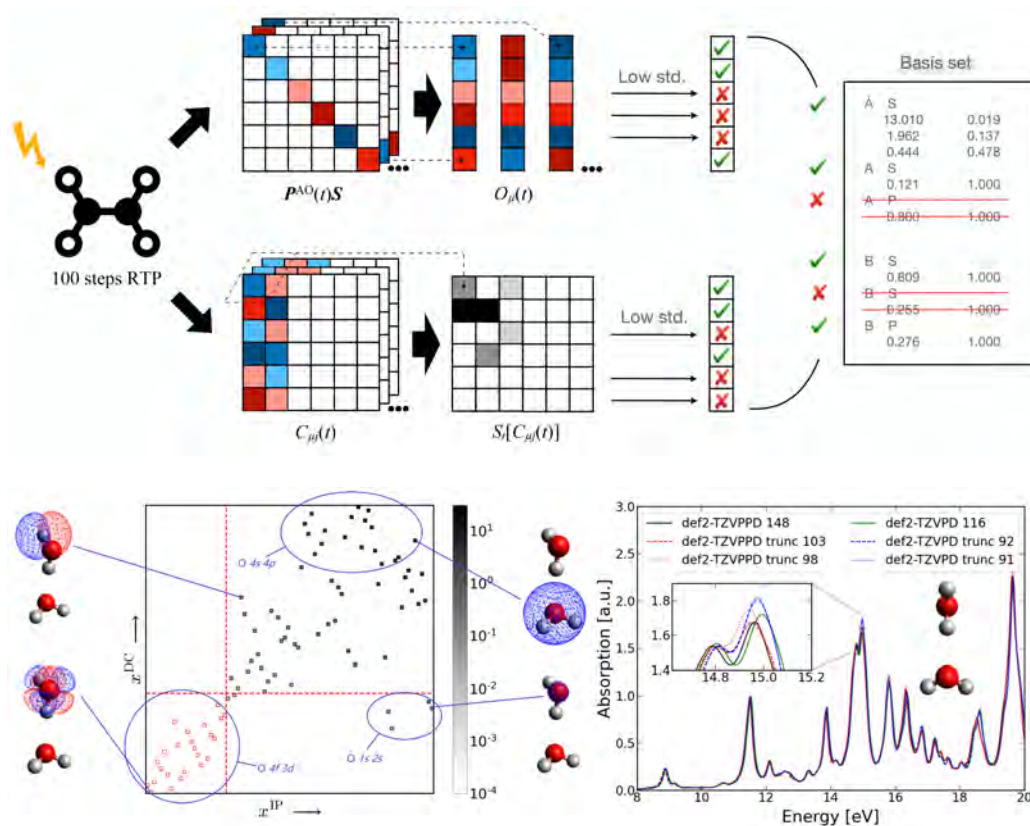 Basis set
Low std.
A S
13.010 0.019
1.962 0.137
0.444 0.478
A S
0.121 1.000
A P
0.800 1.000
B S
0.809 1.000
B S
0.255 1.000
B P
0.276 1.000
P^AO(t)S
O_μ(t)
100 steps RTP
Low std.
C_μj(t)
S_r[C_μj(t)]
O 4s 4p
O 4f 3d
O 1s 2s
x^DC ⟶
x^IP ⟶
10^1
10^0
10^-1
10^-2
10^-3
10^-4
def2-TZVPPD 148
def2-TZVPPD trunc 103
def2-TZVPPD trunc 98
def2-TZVPD 116
def2-TZVPD trunc 92
def2-TZVPD trunc 91
Absorption [a.u.]
3.0
2.5
2.0
1.5
1.0
0.5
0.0
1.8
1.6
1.4
14.8 15.0 15.2
8 10 12 14 16 18 20
Energy [eV]